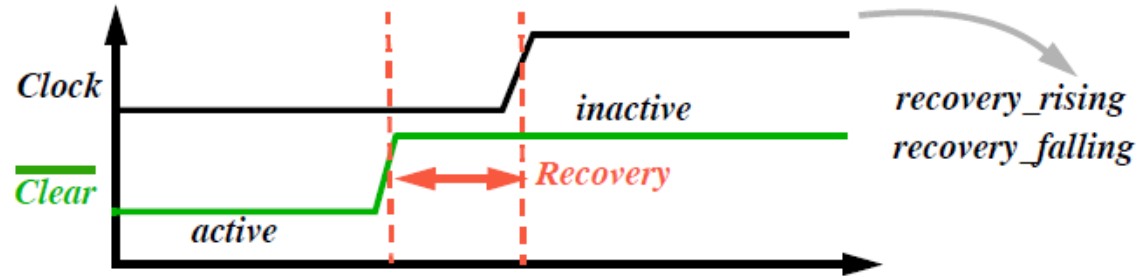 Clock
inactive
recovery_rising
recovery_falling
Clear
Recovery
active